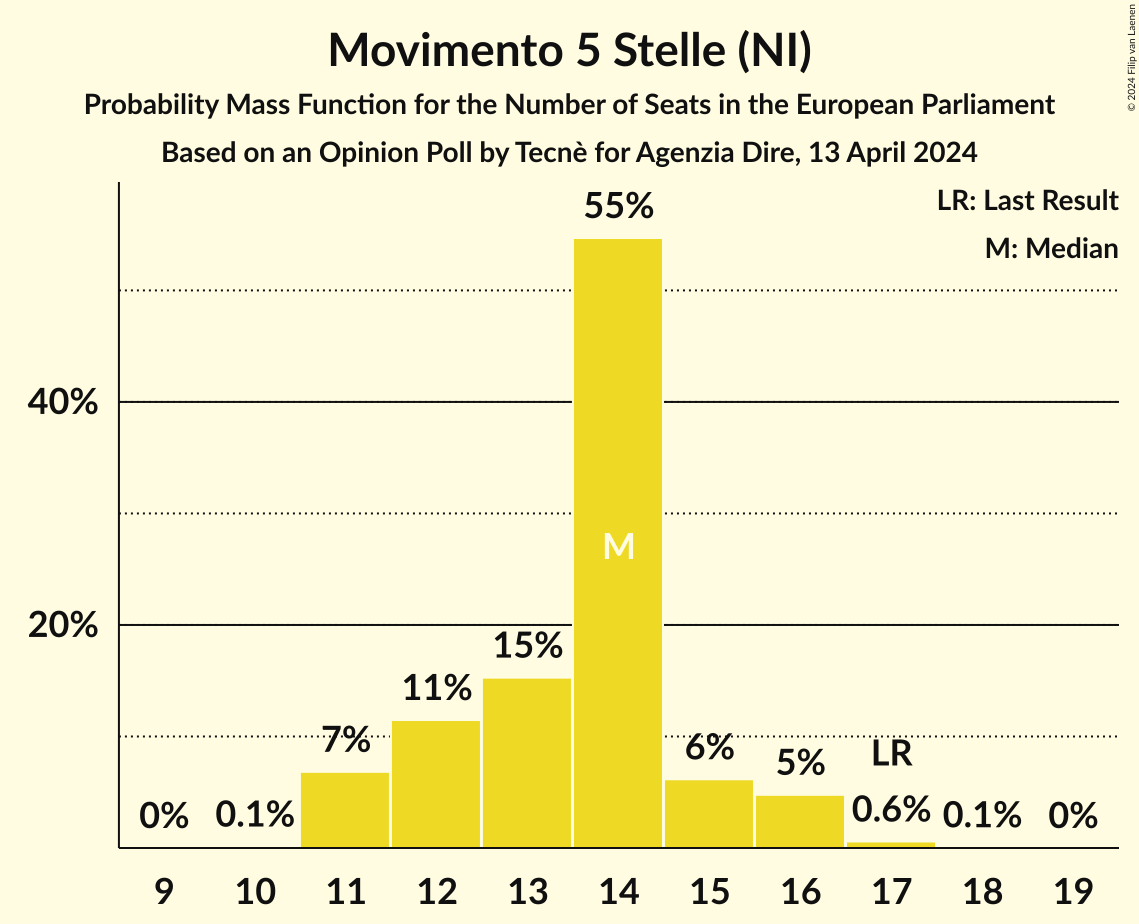 Movimento 5 Stelle (NI)
Probability Mass Function for the Number of Seats in the European Parliament
Based on an Opinion Poll by Tecnè for Agenzia Dire, 13 April 2024
© 2024 Filip van Laenen
LR: Last Result
M: Median
55%
40%
M
20%
15%
11%
7%
6%
5%
LR
0%
0.1%
0.6%
0.1%
0%
9 10 11 12 13 14 15 16 17 18 19